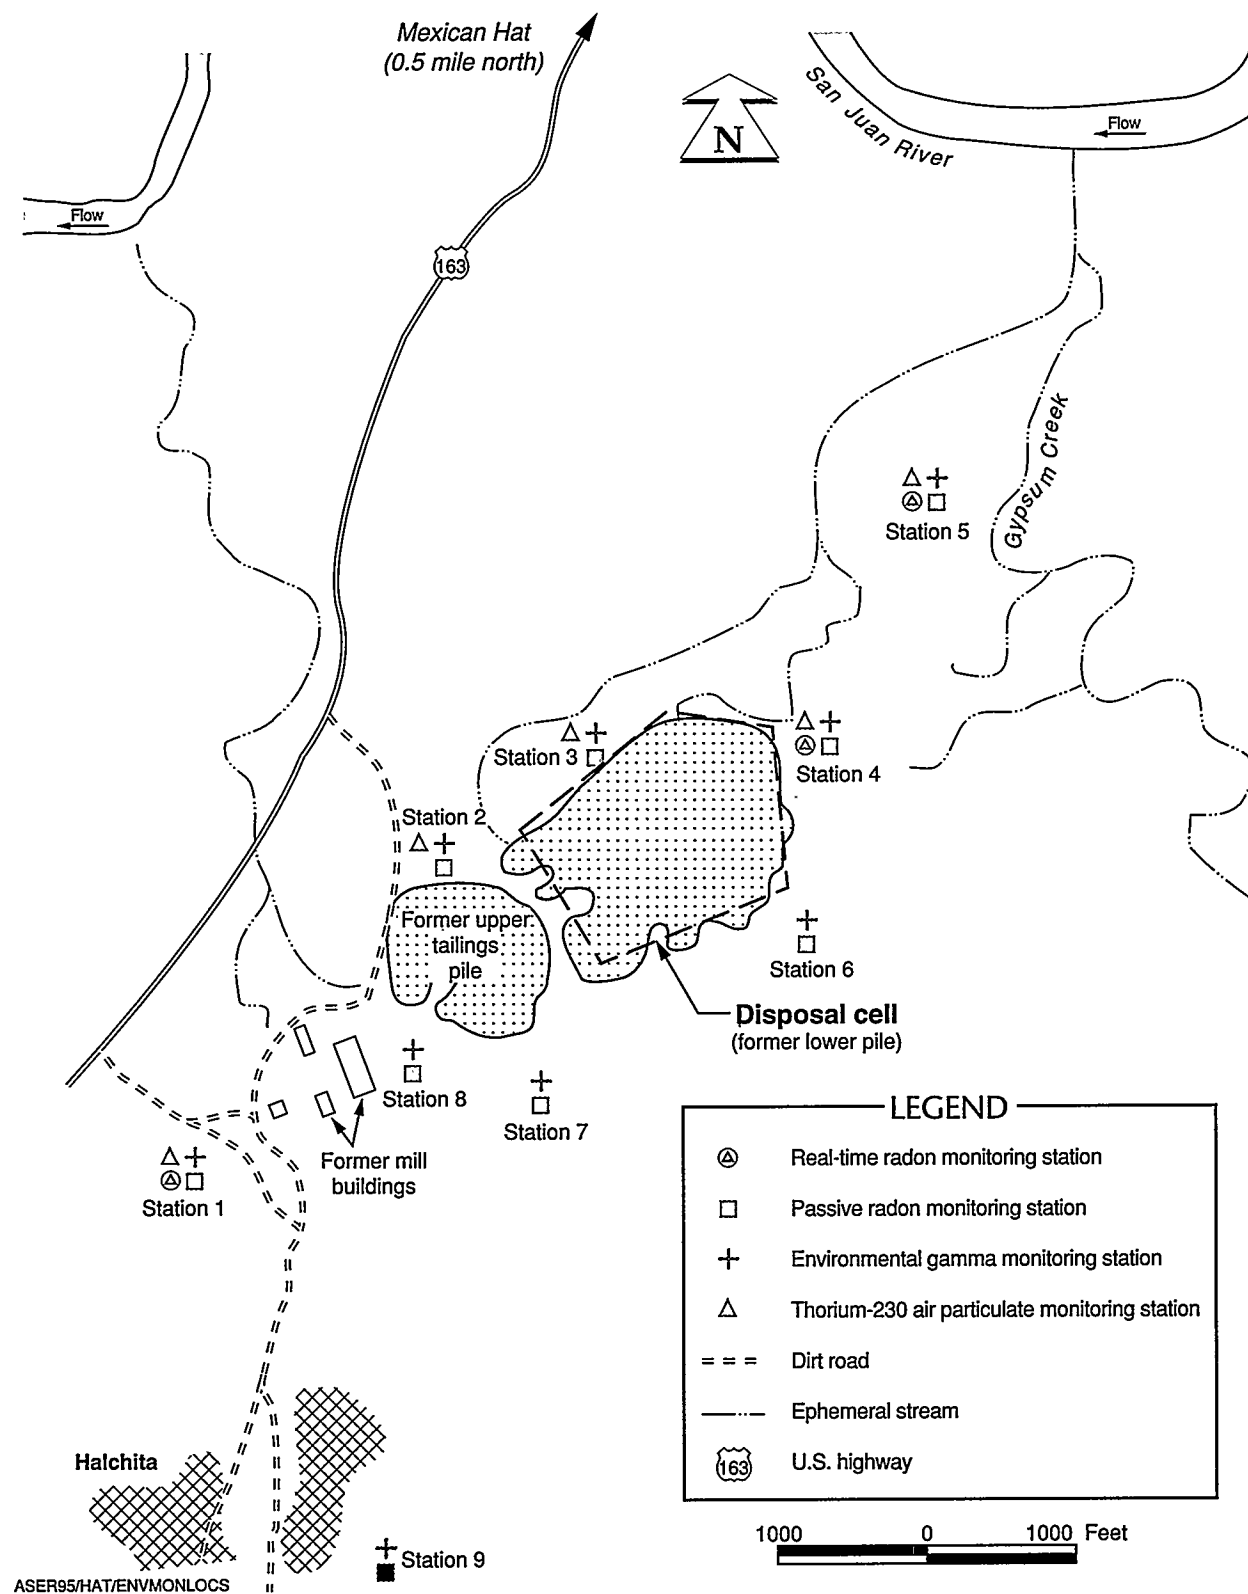 Mexican Hat
(0.5 mile north)
N
San Juan River
Flow
Flow
163
Gypsum Creek
Station 5
Station 3
Station 4
Station 2
Former upper
tailings
pile
Station 6
Disposal cell
(former lower pile)
Station 8
Station 7
Former mill
buildings
Station 1
LEGEND
Real-time radon monitoring station
Passive radon monitoring station
Environmental gamma monitoring station
Thorium-230 air particulate monitoring station
Dirt road
Ephemeral stream
163 U.S. highway
Halchita
Station 9
1000 0 1000 Feet
ASER95/HAT/ENVMONLOCS